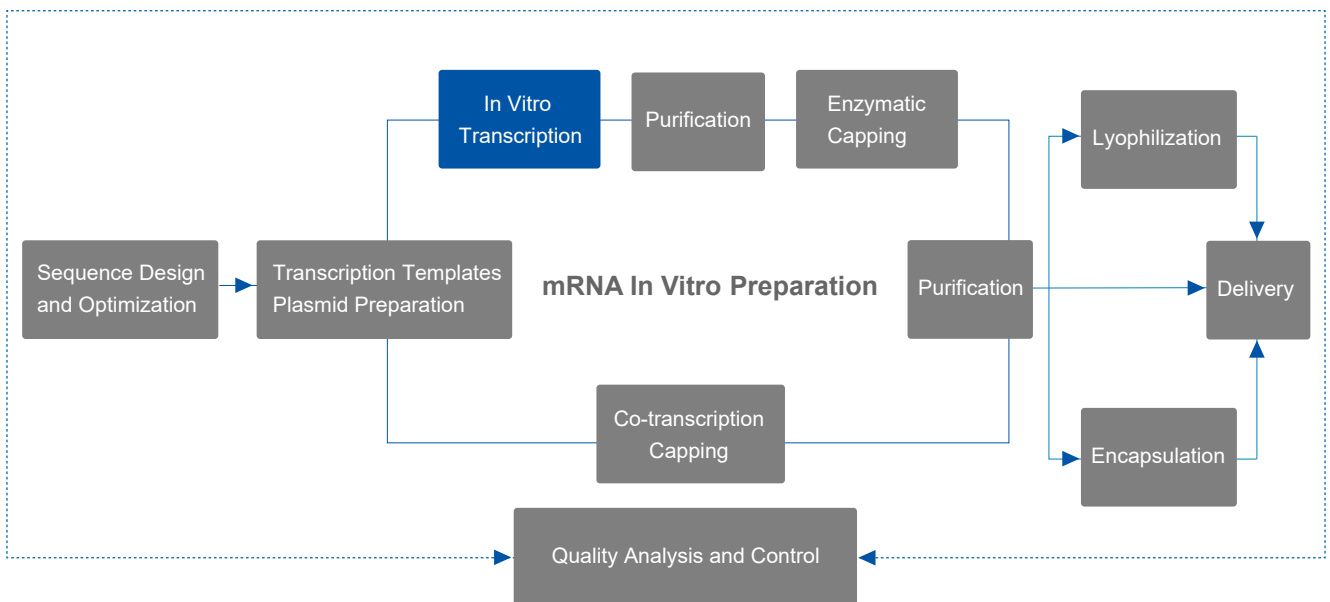 In Vitro
Transcription
Purification
Enzymatic
Capping
Lyophilization
Sequence Design
and Optimization
Transcription Templates
Plasmid Preparation
mRNA In Vitro Preparation
Purification
Delivery
Co-transcription
Capping
Encapsulation
Quality Analysis and Control